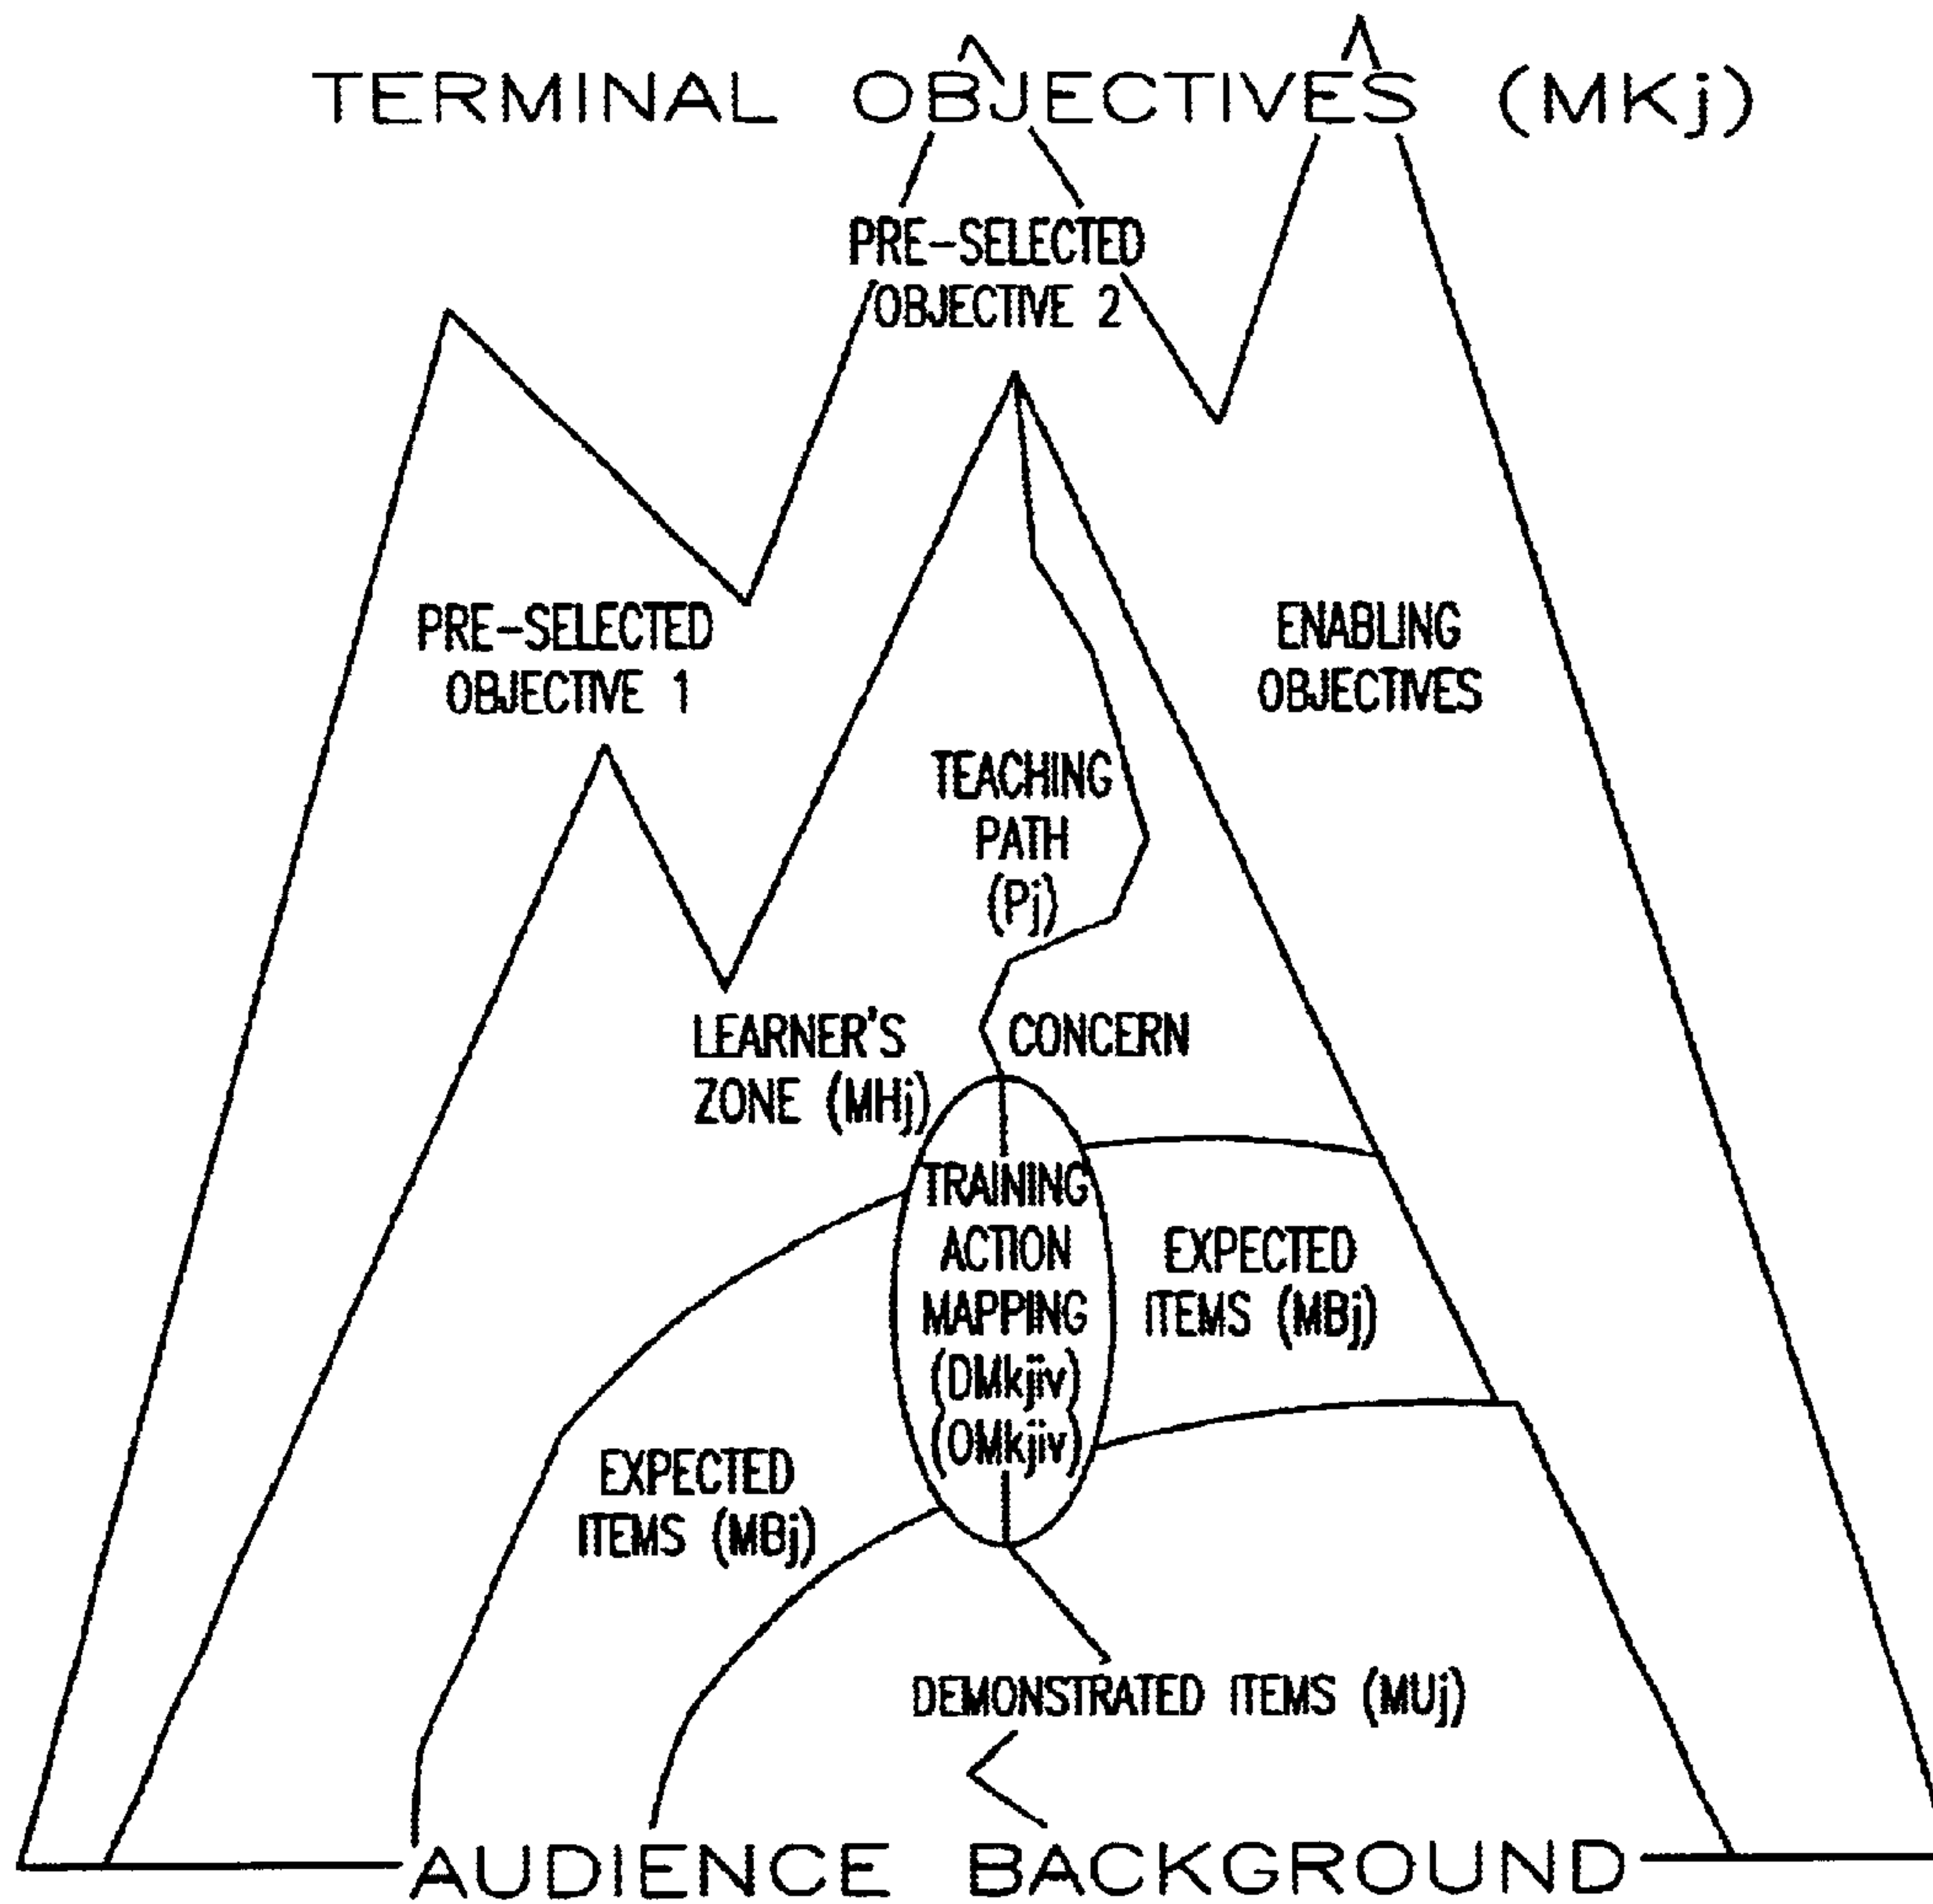 TERMINAL OBJECTIVES (MKj)
PRE-SELECTED
OBJECTIVE 2
PRE-SELECTED
OBJECTIVE 1
ENABLING
OBJECTIVES
TEACHING
PATH
(Pj)
LEARNER'S CONCERN
ZONE (MHj)
TRAINING
ACTION
MAPPING
(DMkjiv)
(OMkjiv)
EXPECTED
ITEMS (MBj)
EXPECTED
ITEMS (MBj)
DEMONSTRATED ITEMS (MUj)
AUDIENCE BACKGROUND